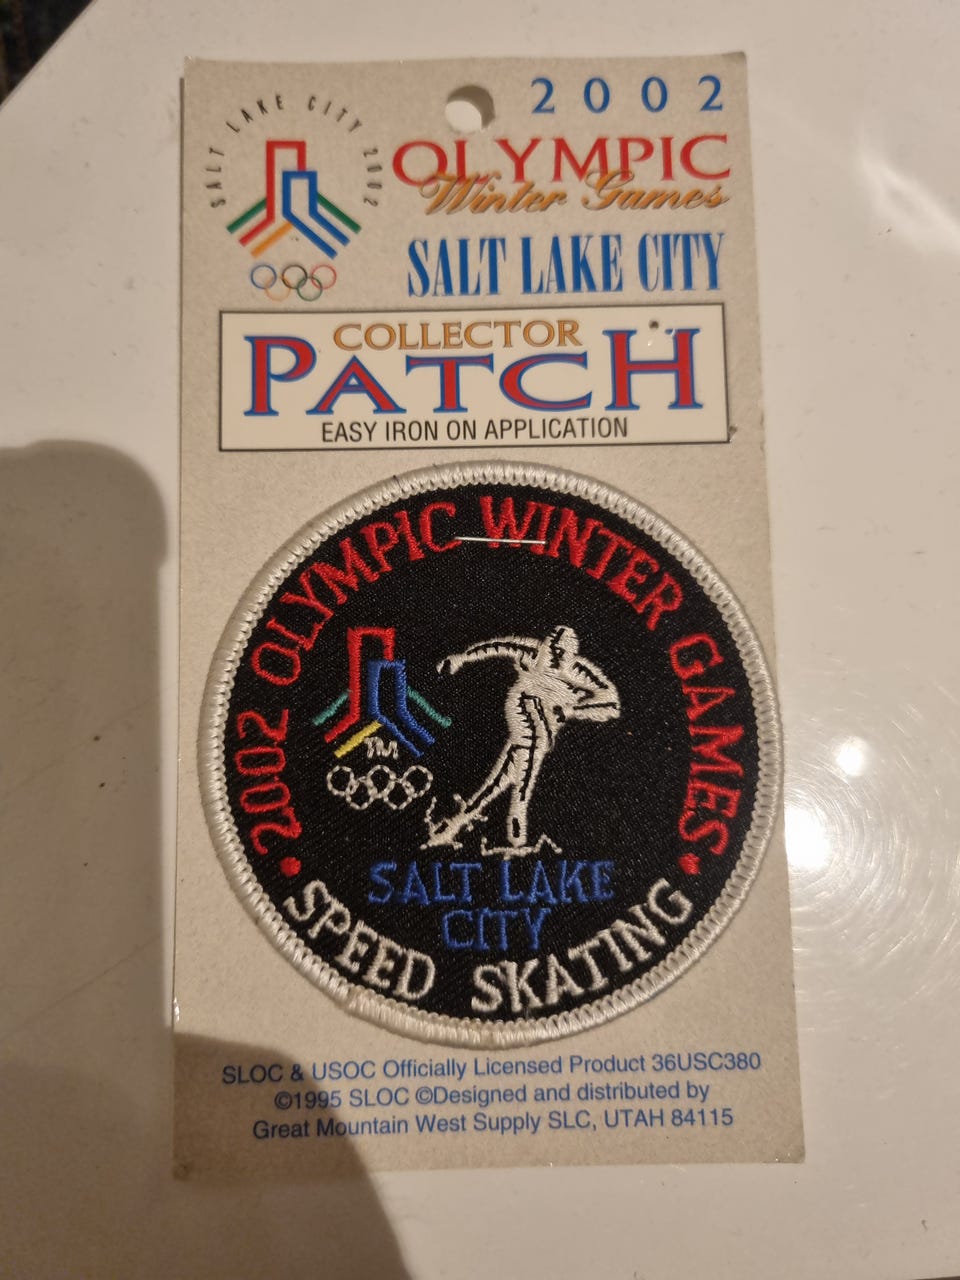 SALT LAKE CITY 2002
2002
OLYMPIC
Winter Games
SALT LAKE CITY
COLLECTOR
PATCH
EASY IRON ON APPLICATION
• 2002 OLYMPIC WINTER GAMES •
TM
SALT LAKE
CITY
SPEED SKATING
SLOC & USOC Officially Licensed Product 36USC380
©1995 SLOC ©Designed and distributed by
Great Mountain West Supply SLC, UTAH 84115